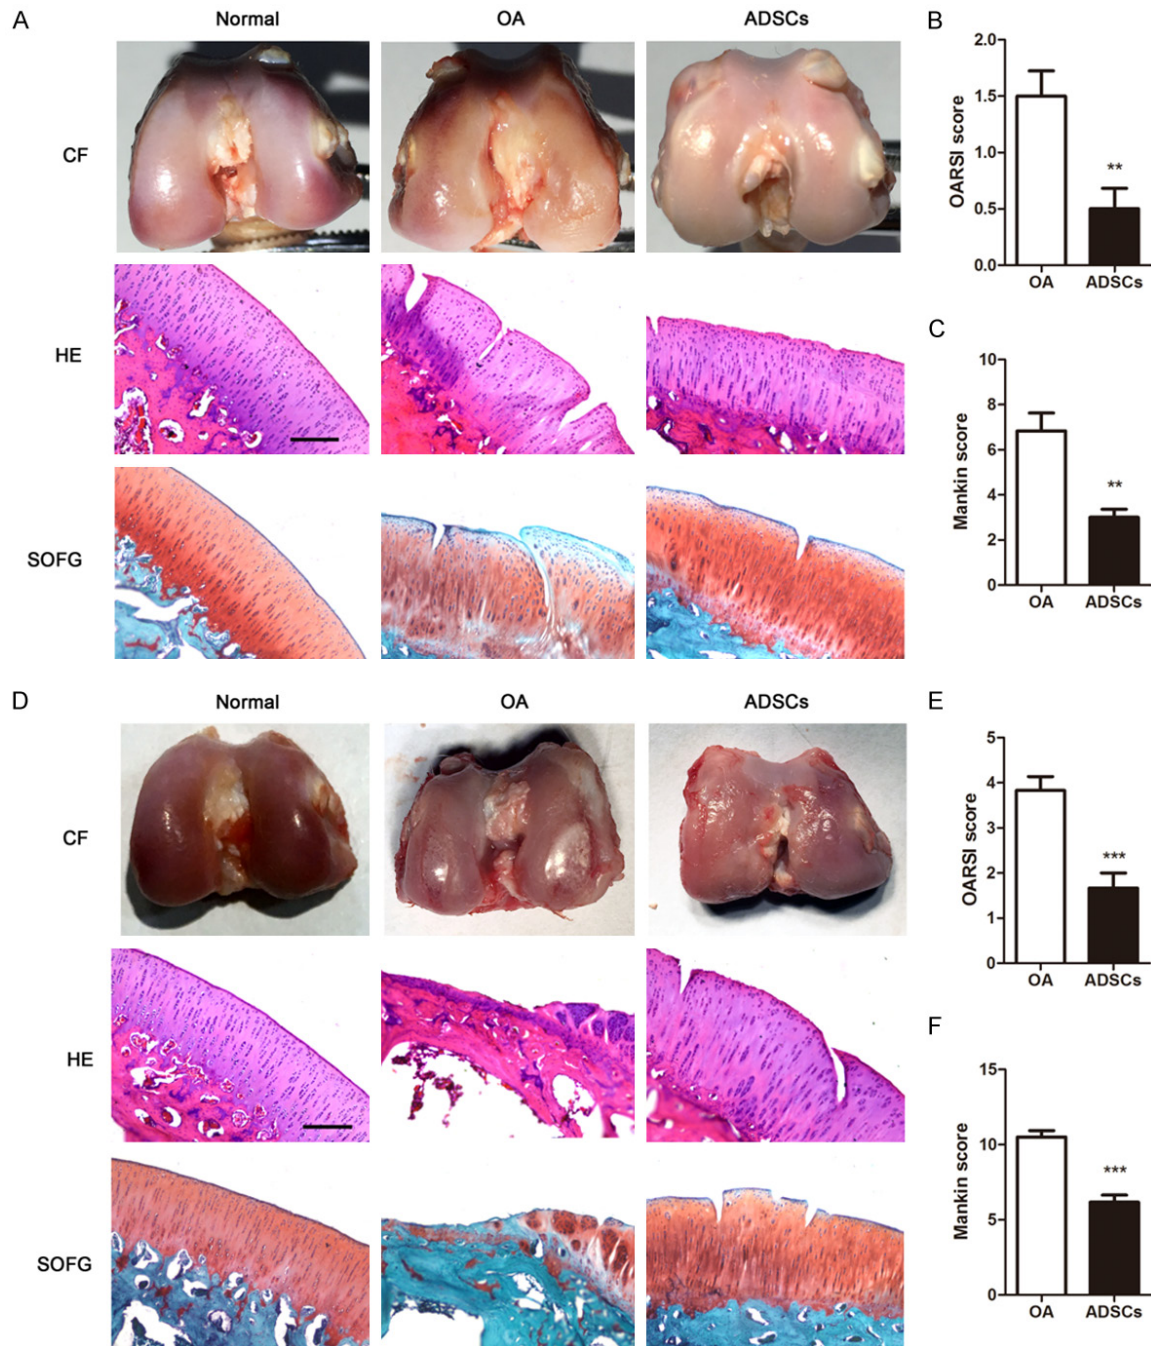 A
Normal
OA
ADSCs
CF
HE
SOFG
B
OARSI score
2.0
1.5
1.0
0.5
0.0
**
OA
ADSCs
C
Mankin score
10
8
6
4
2
0
**
OA
ADSCs
D
Normal
OA
ADSCs
CF
HE
SOFG
E
OARSI score
5
4
3
2
1
0
***
OA
ADSCs
F
Mankin score
15
10
5
0
***
OA
ADSCs